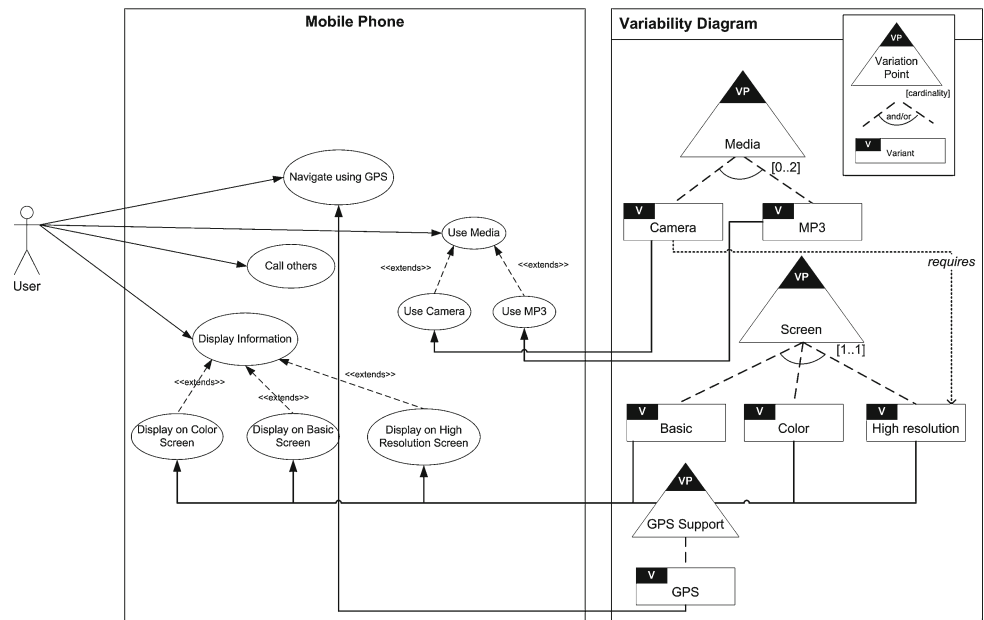 Mobile Phone
Navigate using GPS
Use Media
User
Call others
<<extends>>
<<extends>>
Use Camera
Use MP3
Display Information
<<extends>>
<<extends>>
<<extends>>
Display on Color
Screen
Display on Basic
Screen
Display on High
Resolution Screen
Variability Diagram
VP
Variation
Point
[cardinality]
and/or
V
Variant
VP
Media
[0..2]
V
Camera
V
MP3
requires
VP
Screen
[1..1]
V
Basic
V
Color
V
High resolution
VP
GPS Support
V
GPS